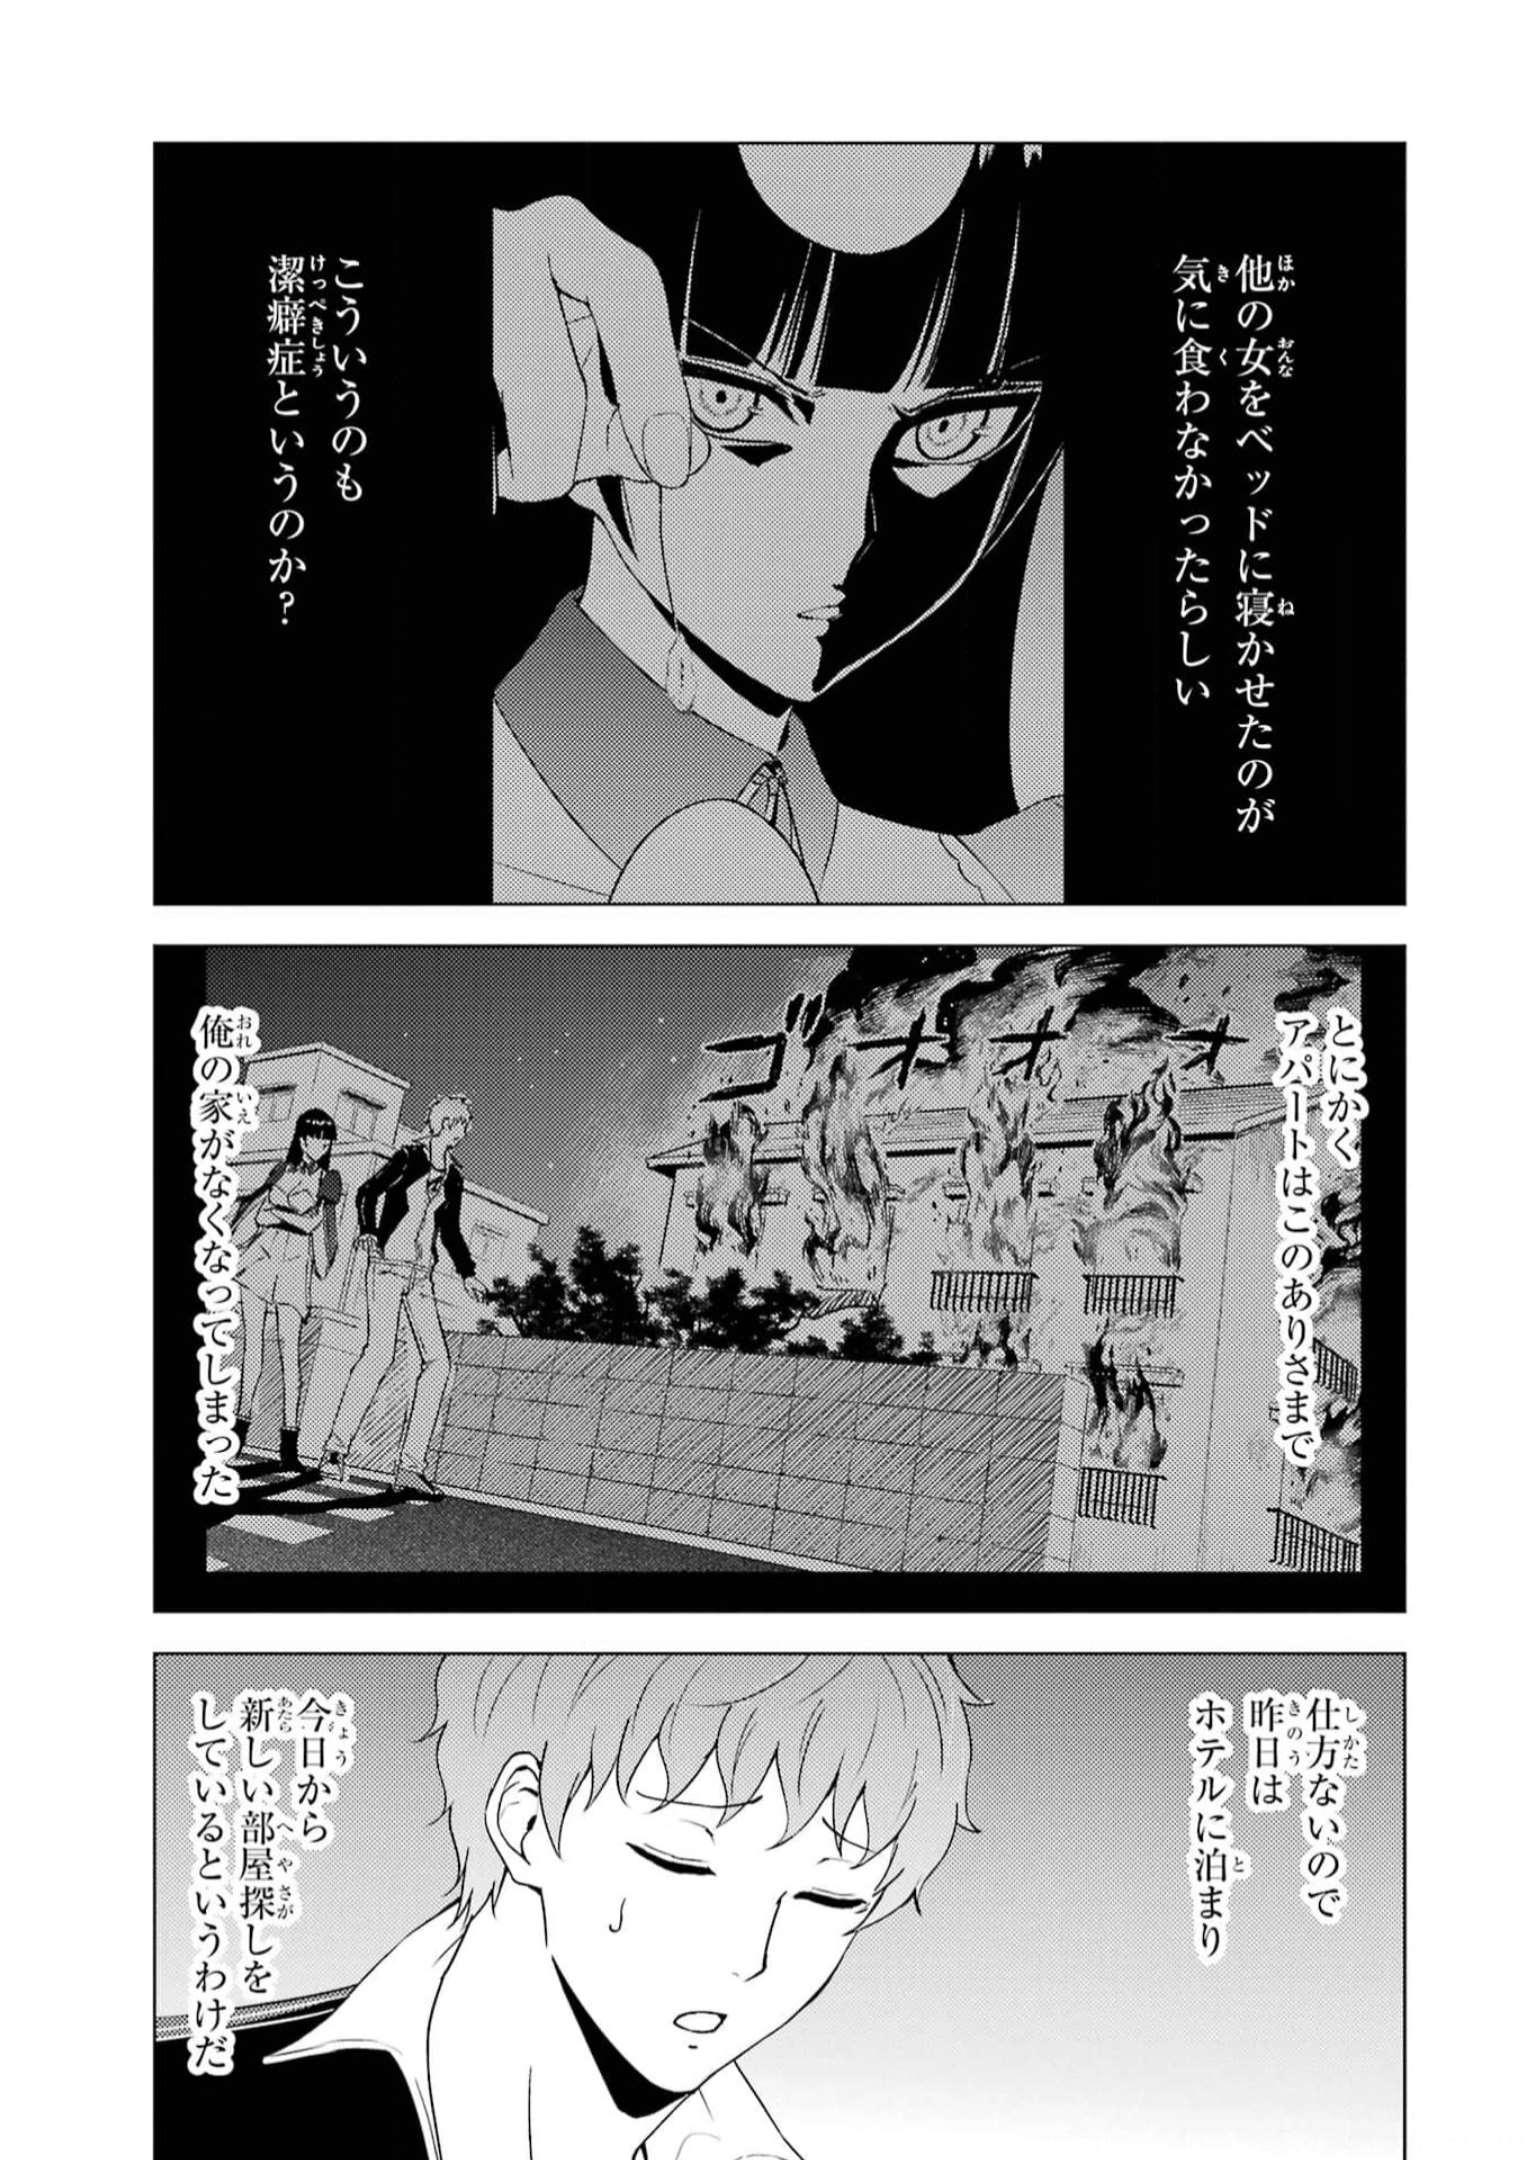 他の女をベッドに寝かせたのが
気に食わなかったらしい
こういうのも
潔癖症というのか?
とにかく
アパートはこのありさまで
ゴオオオ
俺の家がなくなってしまった
仕方ないので
昨日は
ホテルに泊まり
今日から
新しい部屋探しを
しているというわけだ